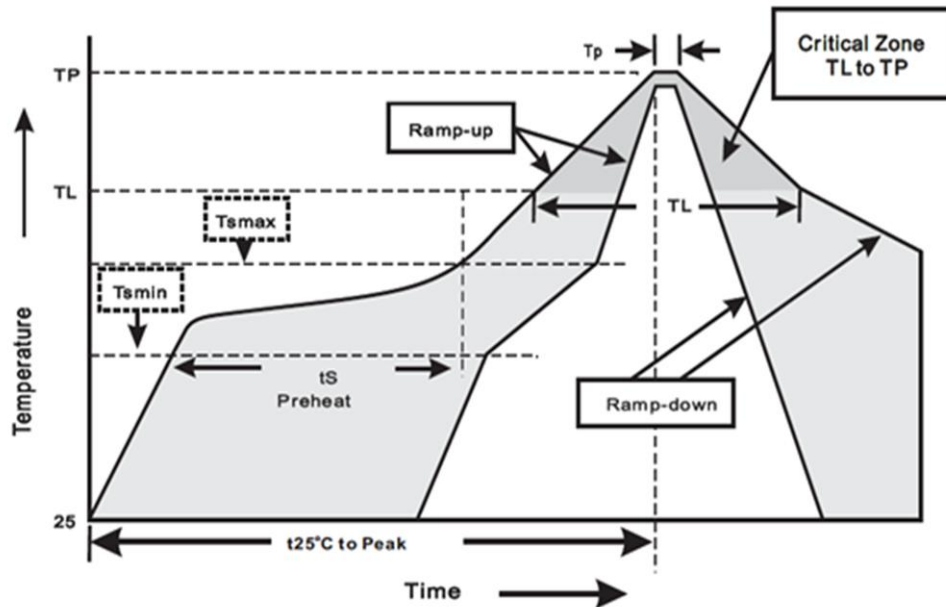 Tp
Critical Zone
TL to TP
TP
Ramp-up
TL
TL
Tsmax
Tsmin
tS
Preheat
Ramp-down
Temperature
25
t25°C to Peak
Time